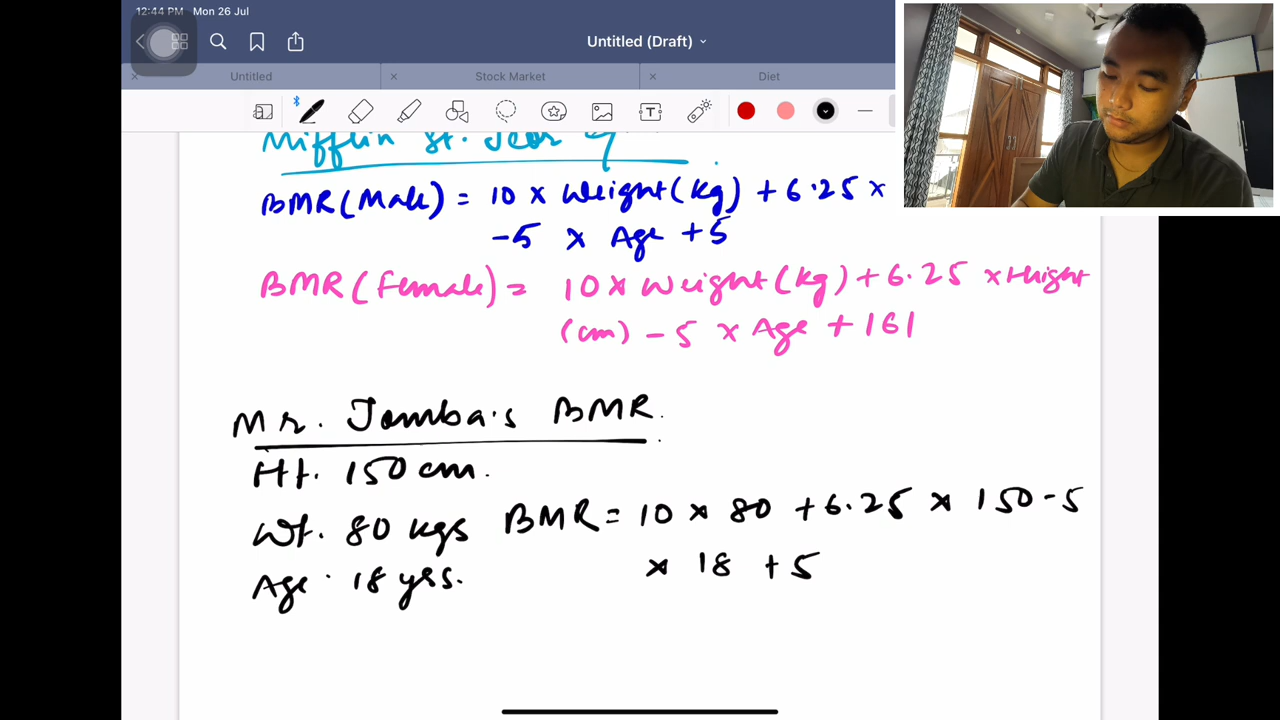 12:44 PM Mon 26 Jul
Untitled (Draft)
Untitled
Stock Market
Diet
Mifflin St. Jeor
BMR (Male) = 10 x Weight (kg) + 6.25 x
-5 x Age +5
BMR (Female) = 10 x Weight (kg) + 6.25 x Height
(cm) - 5 x Age + 161
Mr. Jamba's BMR.
Ht. 150 cm.
Wt. 80 kgs
BMR = 10 x 80 + 6.25 x 150 - 5
x 18 + 5
Age. 18 yrs.